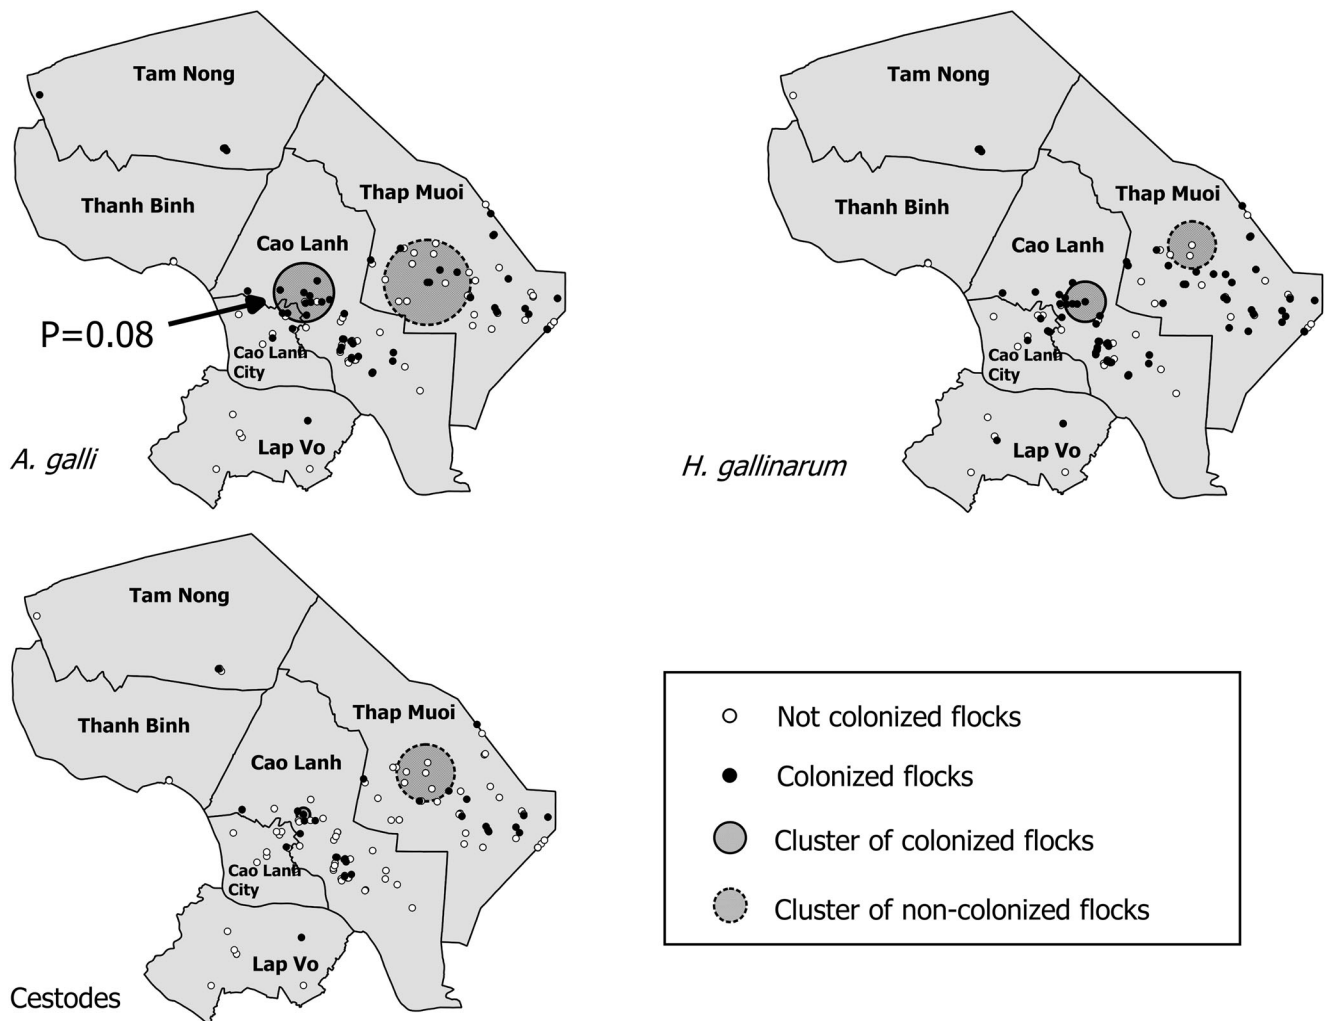 Tam Nong
Thap Muoi
Thanh Binh
Cao Lanh
P=0.08
Cao Lanh
City
Lap Vo
A. galli
Tam Nong
Thap Muoi
Thanh Binh
Cao Lanh
Cao Lanh
City
Lap Vo
H. gallinarum
Tam Nong
Thap Muoi
Thanh Binh
Cao Lanh
Cao Lanh
City
Lap Vo
Cestodes
Not colonized flocks
Colonized flocks
Cluster of colonized flocks
Cluster of non-colonized flocks